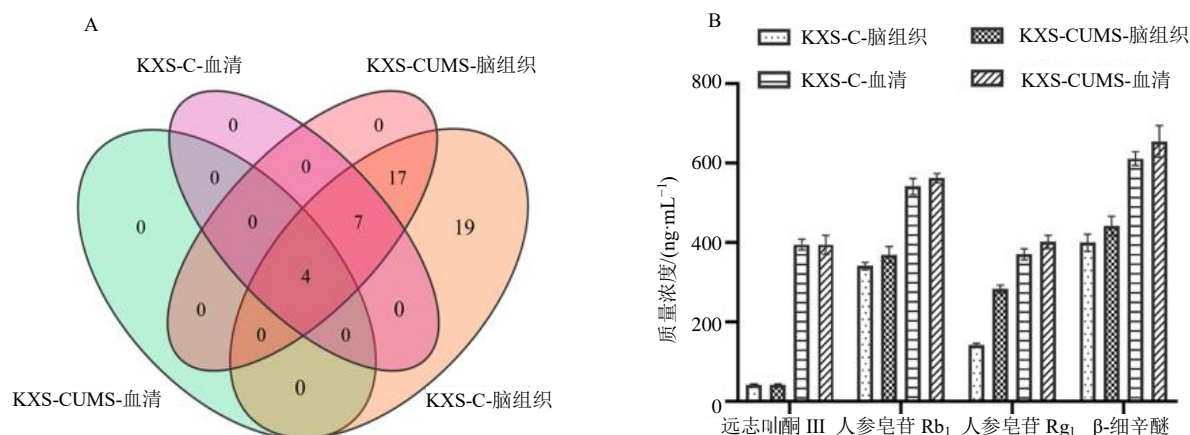 A
KXS-C-血清
KXS-CUMS-脑组织
0
0
0
0
17
0
0
7
19
4
0
0
0
0
0
KXS-CUMS-血清
KXS-C-脑组织
B
KXS-C-脑组织
KXS-CUMS-脑组织
KXS-C-血清
KXS-CUMS-血清
质量浓度/(ng·mL⁻¹)
800
600
400
200
0
远志𠮿酮 III
人参皂苷 Rb₁
人参皂苷 Rg₁
β-细辛醚